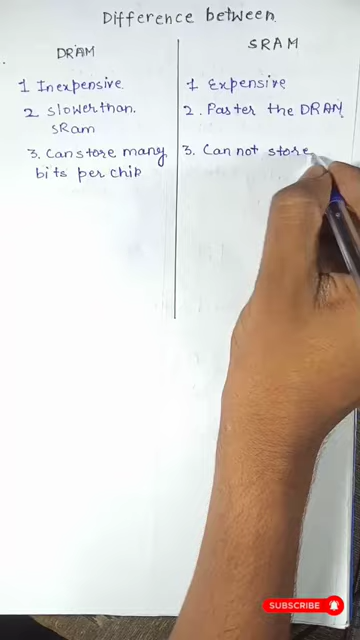 Difference between
DRAM
1 Inexpensive
2 slower than.
SRam
3. Can store many
bits per chip
SRAM
1 Expensive
2. Faster the DRAM
3. Can not store
SUBSCRIBE